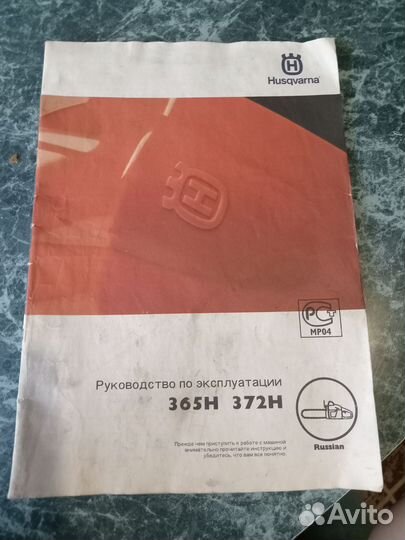 Husqvarna
H
PC+
MP04
Руководство по эксплуатации
365H 372H
Прежде чем приступить к работе с машиной
внимательно прочитайте инструкцию и
убедитесь, что вам все понятно.
Russian
Avito